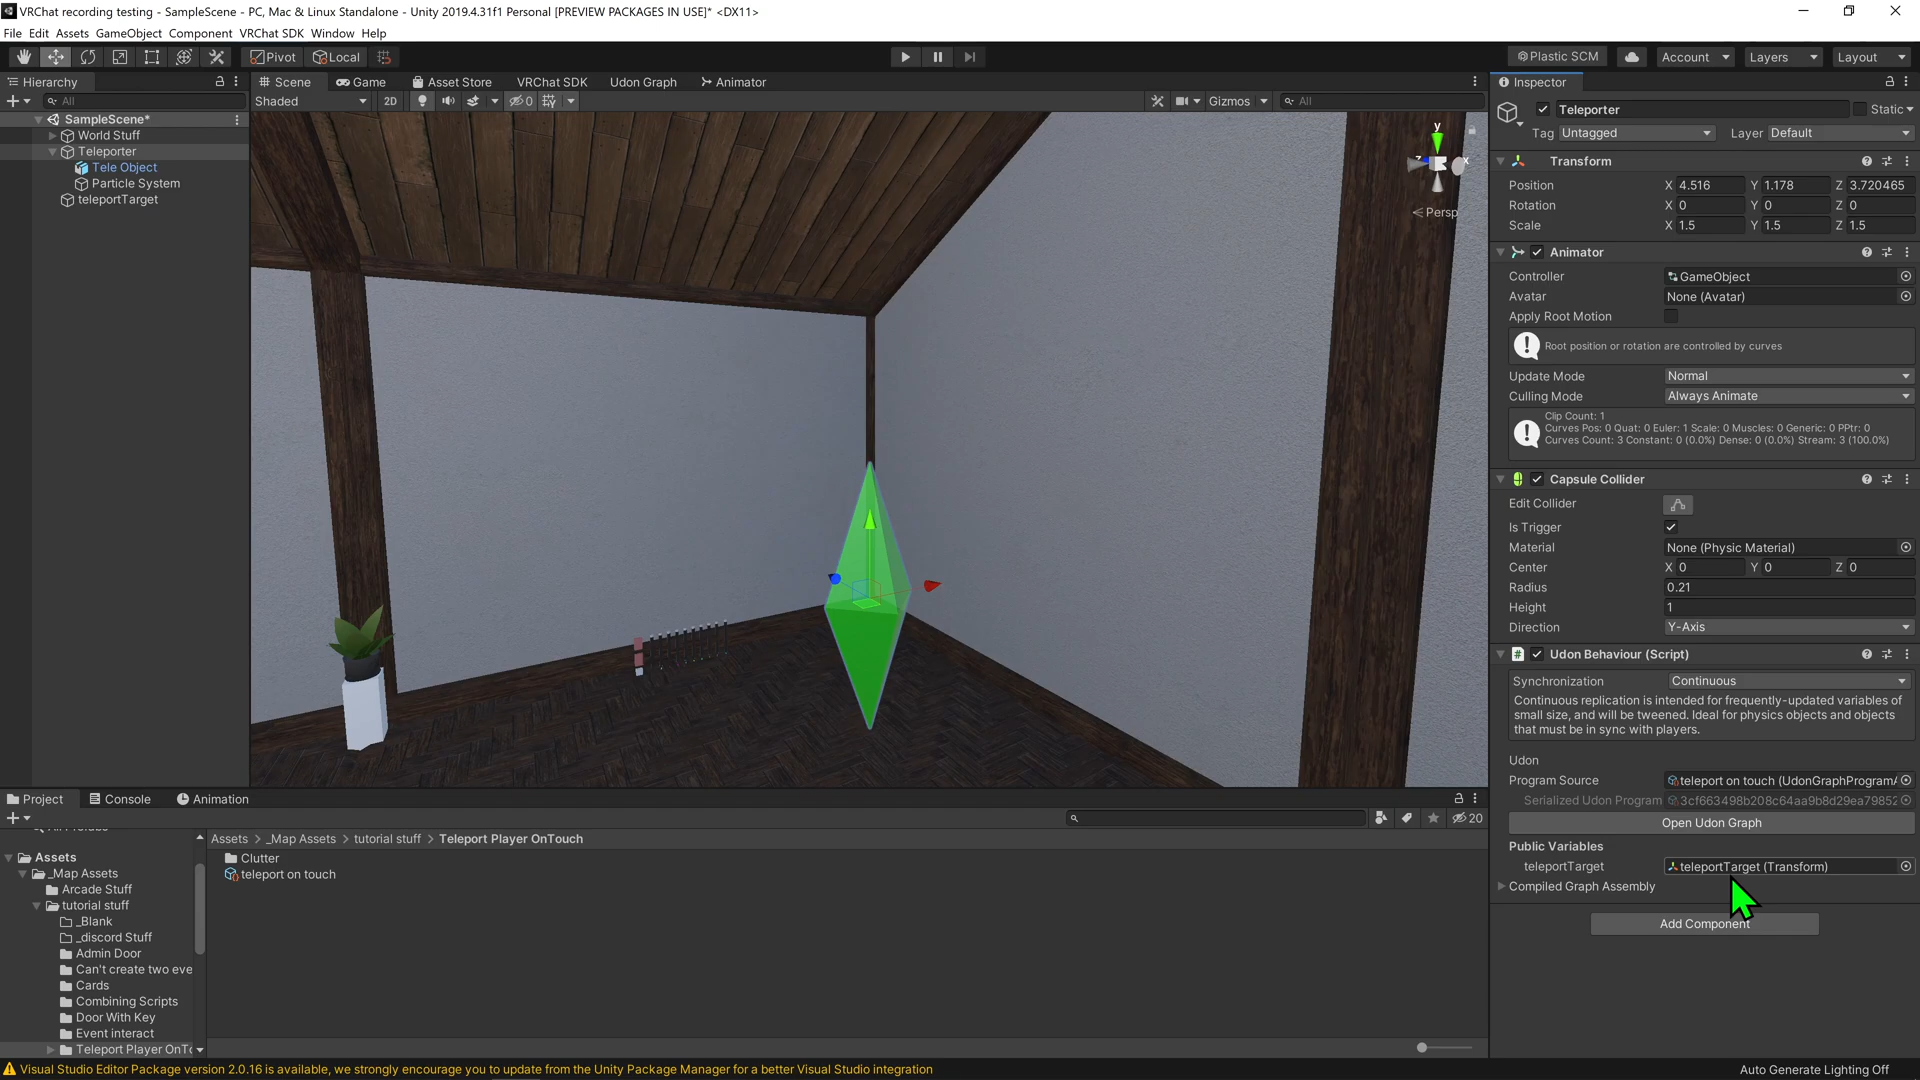 VRChat recording testing - SampleScene - PC, Mac & Linux Standalone - Unity 2019.4.31f1 Personal [PREVIEW PACKAGES IN USE]* <DX11>
File Edit Assets GameObject Component VRChat SDK Window Help
Pivot Local Plastic SCM Account Layers Layout
Hierarchy
All
SampleScene*
World Stuff
Teleporter
Tele Object
Particle System
teleportTarget
Scene Game Asset Store VRChat SDK Udon Graph Animator
Shaded 2D 0 Gizmos All
y
z x
Persp
Inspector
Teleporter Static
Tag Untagged Layer Default
Transform
Position X 4.516 Y 1.178 Z 3.720465
Rotation X 0 Y 0 Z 0
Scale X 1.5 Y 1.5 Z 1.5
Animator
Controller GameObject
Avatar None (Avatar)
Apply Root Motion
Root position or rotation are controlled by curves
Update Mode Normal
Culling Mode Always Animate
Clip Count: 1
Curves Pos: 0 Quat: 0 Euler: 1 Scale: 0 Muscles: 0 Generic: 0 PPtr: 0
Curves Count: 3 Constant: 0 (0.0%) Dense: 0 (0.0%) Stream: 3 (100.0%)
Capsule Collider
Edit Collider
Is Trigger
Material None (Physic Material)
Center X 0 Y 0 Z 0
Radius 0.21
Height 1
Direction Y-Axis
Udon Behaviour (Script)
Synchronization Continuous
Continuous replication is intended for frequently-updated variables of
small size, and will be tweened. Ideal for physics objects and objects
that must be in sync with players.
Udon
Program Source teleport on touch (UdonGraphProgramA
Serialized Udon Program 3cf663498b208c64aa9b8d29ea79852
Open Udon Graph
Public Variables
teleportTarget teleportTarget (Transform)
Compiled Graph Assembly
Add Component
Project Console Animation
20
Assets
_Map Assets
Arcade Stuff
tutorial stuff
_Blank
_discord Stuff
Admin Door
Can't create two eve
Cards
Combining Scripts
Door With Key
Event interact
Teleport Player OnTo
Assets > _Map Assets > tutorial stuff > Teleport Player OnTouch
Clutter
teleport on touch
Visual Studio Editor Package version 2.0.16 is available, we strongly encourage you to update from the Unity Package Manager for a better Visual Studio integration
Auto Generate Lighting Off